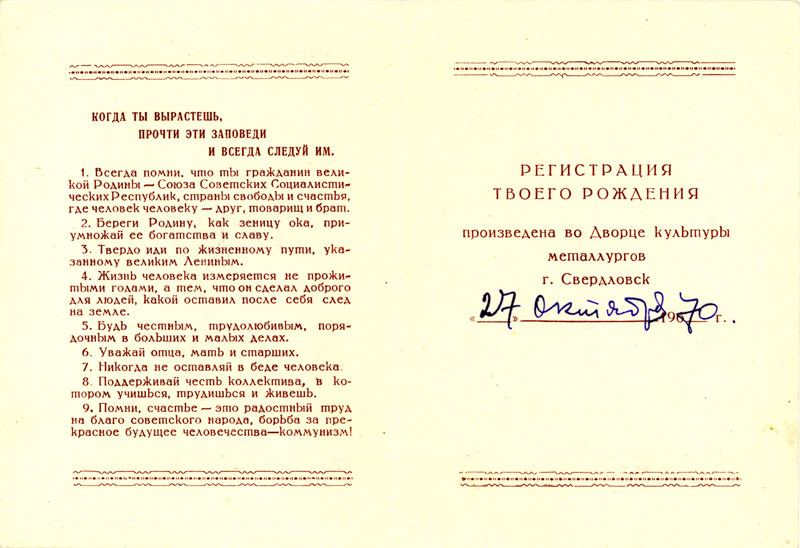 КОГДА ТЫ ВЫРАСТЕШЬ,
ПРОЧТИ ЭТИ ЗАПОВЕДИ
И ВСЕГДА СЛЕДУЙ ИМ.
1. Всегда помни, что ты гражданин вели-
кой Родины — Союза Советских Социалисти-
ческих Республик, страны свободы и счастья,
где человек человеку — друг, товарищ и брат.
2. Береги Родину, как зеницу ока, при-
умножай ее богатства и славу.
3. Твердо иди по жизненному пути, ука-
занному великим Лениным.
4. Жизнь человека измеряется не прожи-
тыми годами, а тем, что он сделал доброго
для людей, какой оставил после себя след
на земле.
5. Будь честным, трудолюбивым, поря-
дочным в больших и малых делах.
6. Уважай отца, мать и старших.
7. Никогда не оставляй в беде человека.
8. Поддерживай честь коллектива, в ко-
тором учишься, трудишься и живешь.
9. Помни, счастье — это радостный труд
на благо советского народа, борьба за пре-
красное будущее человечества—коммунизм!
РЕГИСТРАЦИЯ
ТВОЕГО РОЖДЕНИЯ
произведена во Дворце культуры
металлургов
г. Свердловск
«27» октября 19670 г.